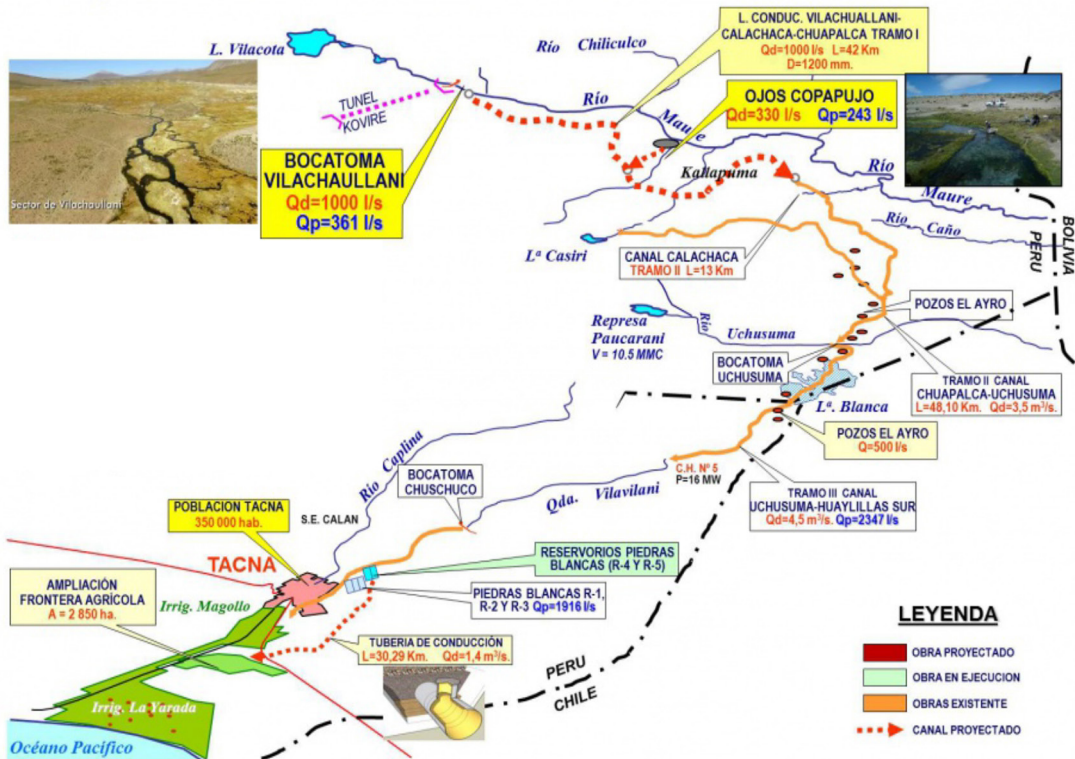 L. Vilacota
Río Chiliculco
L. CONDUC. VILACHUALLANI-
CALACHACA-CHUAPALCA TRAMO I
Qd=1000 l/s L=42 Km
D=1200 mm.
TUNEL
KOVIRE
Río
Maure
OJOS COPAPUJO
Qd=330 l/s Qp=243 l/s
Sector de Vilachaullani
BOCATOMA
VILACHAULLANI
Qd=1000 l/s
Qp=361 l/s
Kallapuma
Río
Maure
Río Caño
BOLIVIA
PERU
Lª Casiri
CANAL CALACHACA
TRAMO II L=13 Km
POZOS EL AYRO
Represa
Paucarani
V = 10.5 MMC
Río
Uchusuma
BOCATOMA
UCHUSUMA
TRAMO II CANAL
CHUAPALCA-UCHUSUMA
L=48,10 Km. Qd=3,5 m³/s.
Lª. Blanca
POZOS EL AYRO
Q=500 l/s
C.H. Nº 5
P=16 MW
TRAMO III CANAL
UCHUSUMA-HUAYLILLAS SUR
Qd=4,5 m³/s. Qp=2347 l/s
Río Caplina
BOCATOMA
CHUSCHUCO
Qda. Vilavilani
POBLACION TACNA
350 000 hab.
S.E. CALAN
TACNA
RESERVORIOS PIEDRAS
BLANCAS (R-4 Y R-5)
PIEDRAS BLANCAS R-1,
R-2 Y R-3 Qp=1916 l/s
AMPLIACIÓN
FRONTERA AGRÍCOLA
A = 2 850 ha.
Irrig. Magollo
TUBERIA DE CONDUCCIÓN
L=30,29 Km. Qd=1,4 m³/s.
PERU
CHILE
Irrig. La Yarada
Océano Pacífico
LEYENDA
OBRA PROYECTADO
OBRA EN EJECUCION
OBRAS EXISTENTE
CANAL PROYECTADO